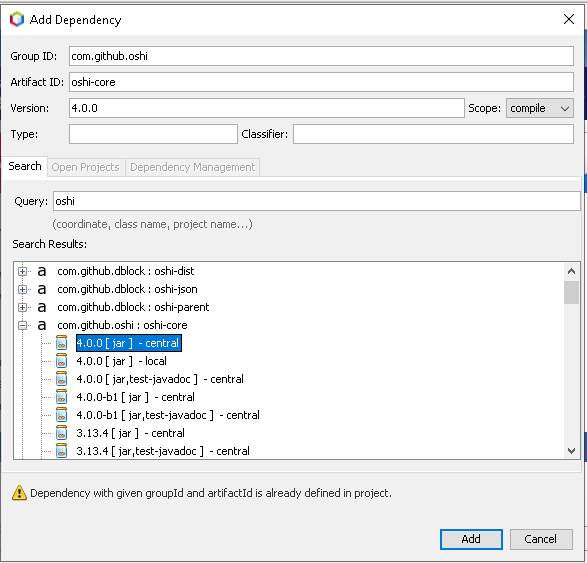 Add Dependency
Group ID: com.github.oshi
Artifact ID: oshi-core
Version: 4.0.0 Scope: compile
Type: Classifier:
Search Open Projects Dependency Management
Query: oshi
(coordinate, class name, project name...)
Search Results:
a com.github.dblock : oshi-dist
a com.github.dblock : oshi-json
a com.github.dblock : oshi-parent
a com.github.oshi : oshi-core
4.0.0 [ jar ] - central
4.0.0 [ jar ] - local
4.0.0 [ jar,test-javadoc ] - central
4.0.0-b1 [ jar ] - central
4.0.0-b1 [ jar,test-javadoc ] - central
3.13.4 [ jar ] - central
3.13.4 [ jar,test-javadoc ] - central
Dependency with given groupId and artifactId is already defined in project.
Add Cancel